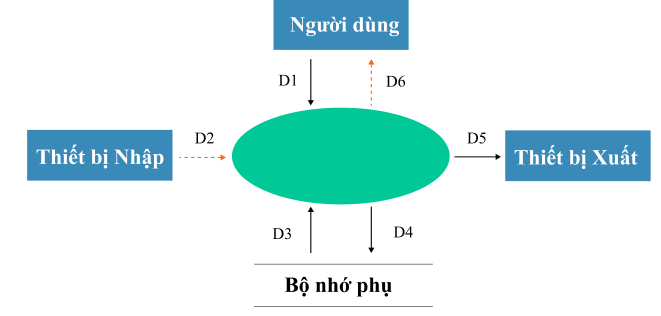 Người dùng
D1
D6
D2
Thiết bị Nhập
D5
Thiết bị Xuất
D3
D4
Bộ nhớ phụ